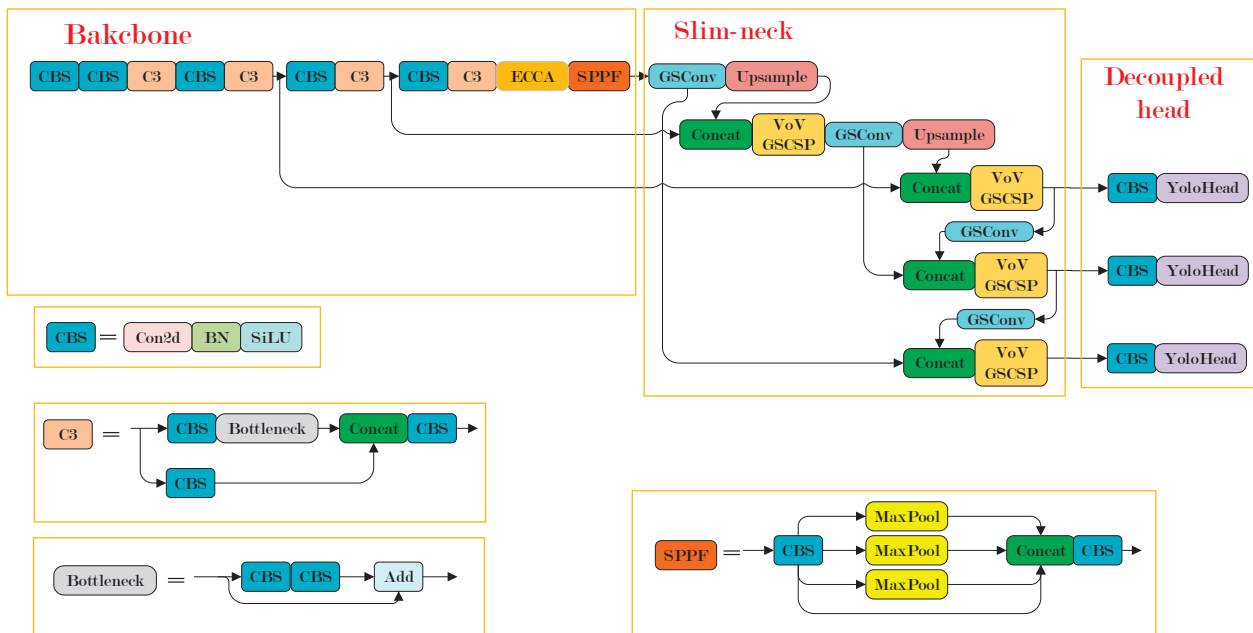 Bakcbone
CBS CBS C3 CBS C3 CBS C3 CBS C3 ECCA SPPF
Slim-neck
GSConv Upsample
Concat VoV GSConv Upsample
GSCSP
Concat VoV
GSCSP
GSConv
Concat VoV
GSCSP
GSConv
Concat VoV
GSCSP
Decoupled
head
CBS YoloHead
CBS YoloHead
CBS YoloHead
CBS = Con2d BN SiLU
C3 = CBS Bottleneck Concat CBS
CBS
Bottleneck = CBS CBS Add
MaxPool
SPPF = CBS MaxPool Concat CBS
MaxPool